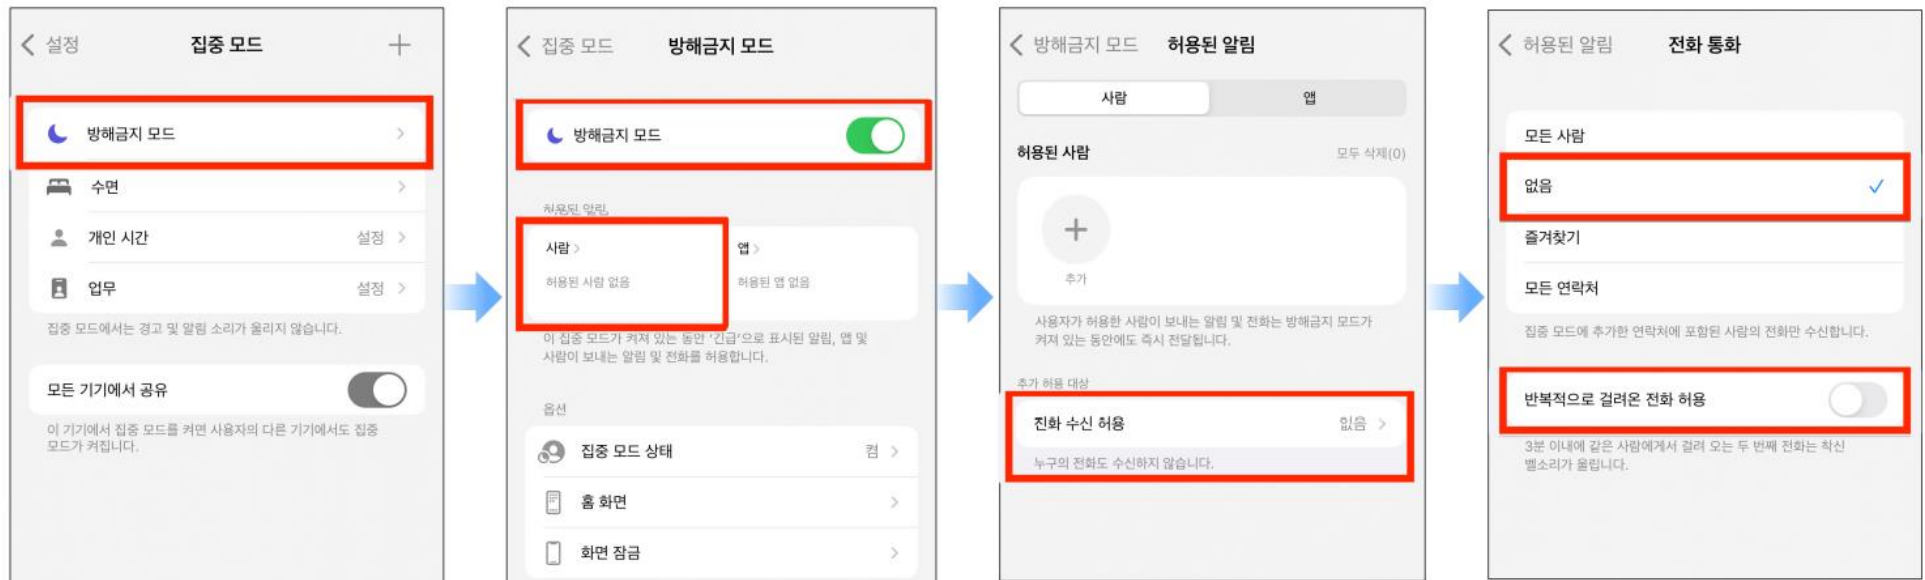 설정
집중 모드
방해금지 모드
수면
개인 시간 설정
업무 설정
집중 모드에서는 경고 및 알림 소리가 울리지 않습니다.
모든 기기에서 공유
이 기기에서 집중 모드를 켜면 사용자의 다른 기기에서도 집중
모드가 켜집니다.
집중 모드
방해금지 모드
방해금지 모드
허용된 알림
사람
앱
허용된 사람 없음
허용된 앱 없음
이 집중 모드가 켜져 있는 동안 '긴급'으로 표시된 알림, 앱 및
사람이 보내는 알림 및 전화를 허용합니다.
옵션
집중 모드 상태 켬
홈 화면
화면 잠금
방해금지 모드
허용된 알림
사람
앱
허용된 사람
모두 삭제(0)
추가
사용자가 허용한 사람이 보내는 알림 및 전화는 방해금지 모드가
켜져 있는 동안에도 즉시 전달됩니다.
추가 허용 대상
전화 수신 허용 없음
누구의 전화도 수신하지 않습니다.
허용된 알림
전화 통화
모든 사람
없음
즐겨찾기
모든 연락처
집중 모드에 추가한 연락처에 포함된 사람의 전화만 수신합니다.
반복적으로 걸려온 전화 허용
3분 이내에 같은 사람에게서 걸려 오는 두 번째 전화는 착신
벨소리가 울립니다.